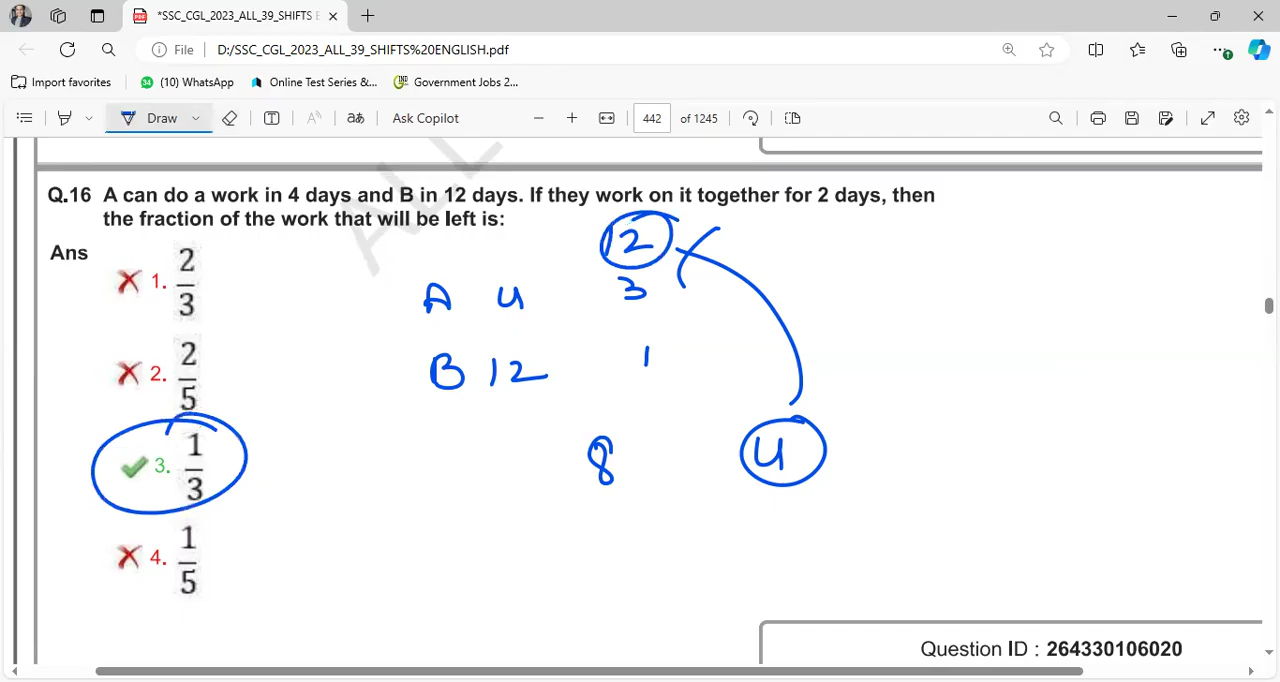 *SSC_CGL_2023_ALL_39_SHIFTS E
File D:/SSC_CGL_2023_ALL_39_SHIFTS%20ENGLISH.pdf
Import favorites (10) WhatsApp Online Test Series &... Government Jobs 2...
Draw Ask Copilot 442 of 1245
ALL
Q.16 A can do a work in 4 days and B in 12 days. If they work on it together for 2 days, then
the fraction of the work that will be left is:
Ans
1. 2/3
2. 2/5
3. 1/3
4. 1/5
12
A 4 3
B 12 1
8 4
Question ID : 264330106020